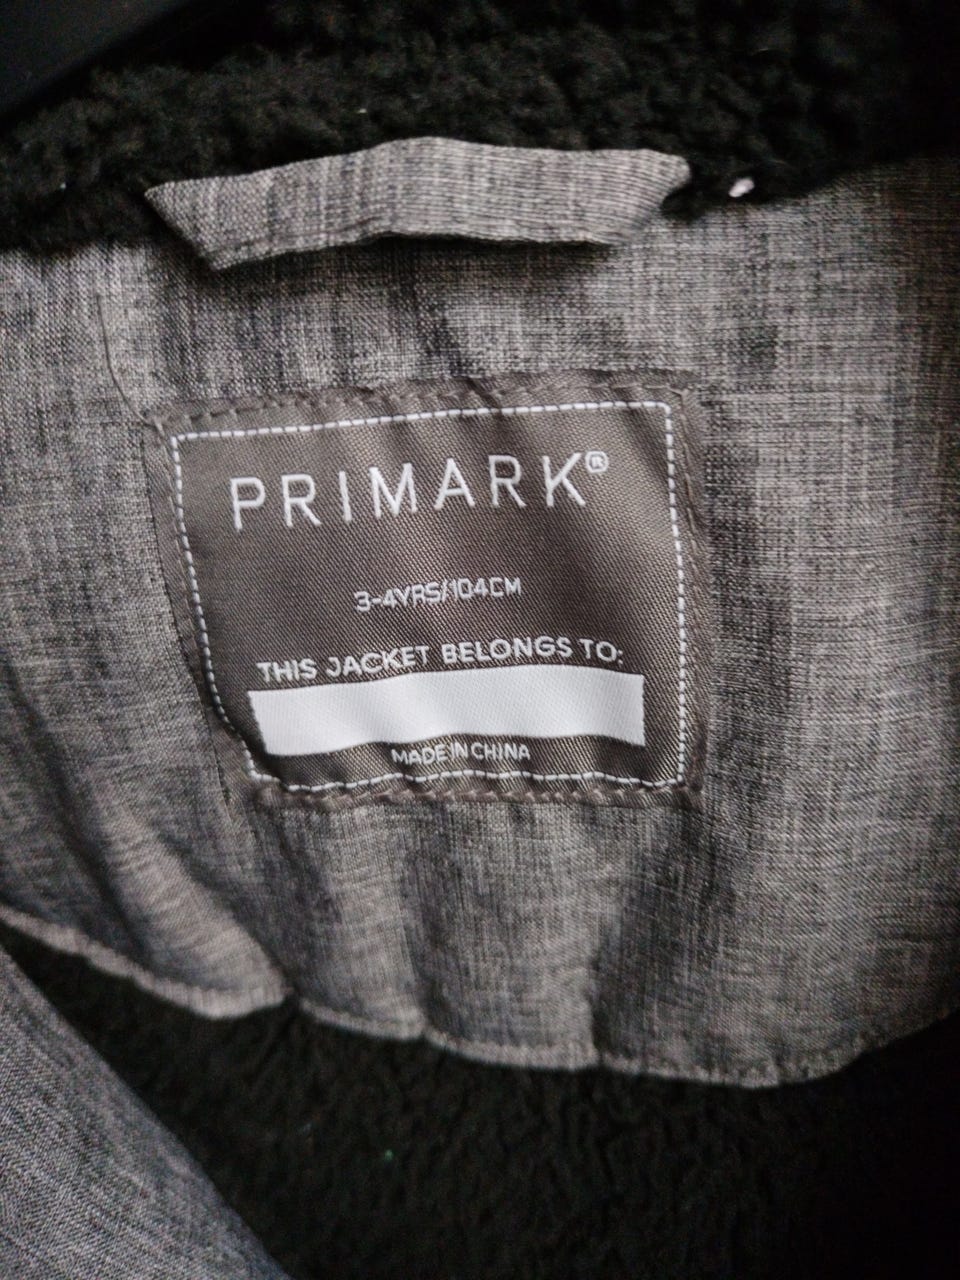 PRIMARK®
3-4YRS/104CM
THIS JACKET BELONGS TO:
MADE IN CHINA